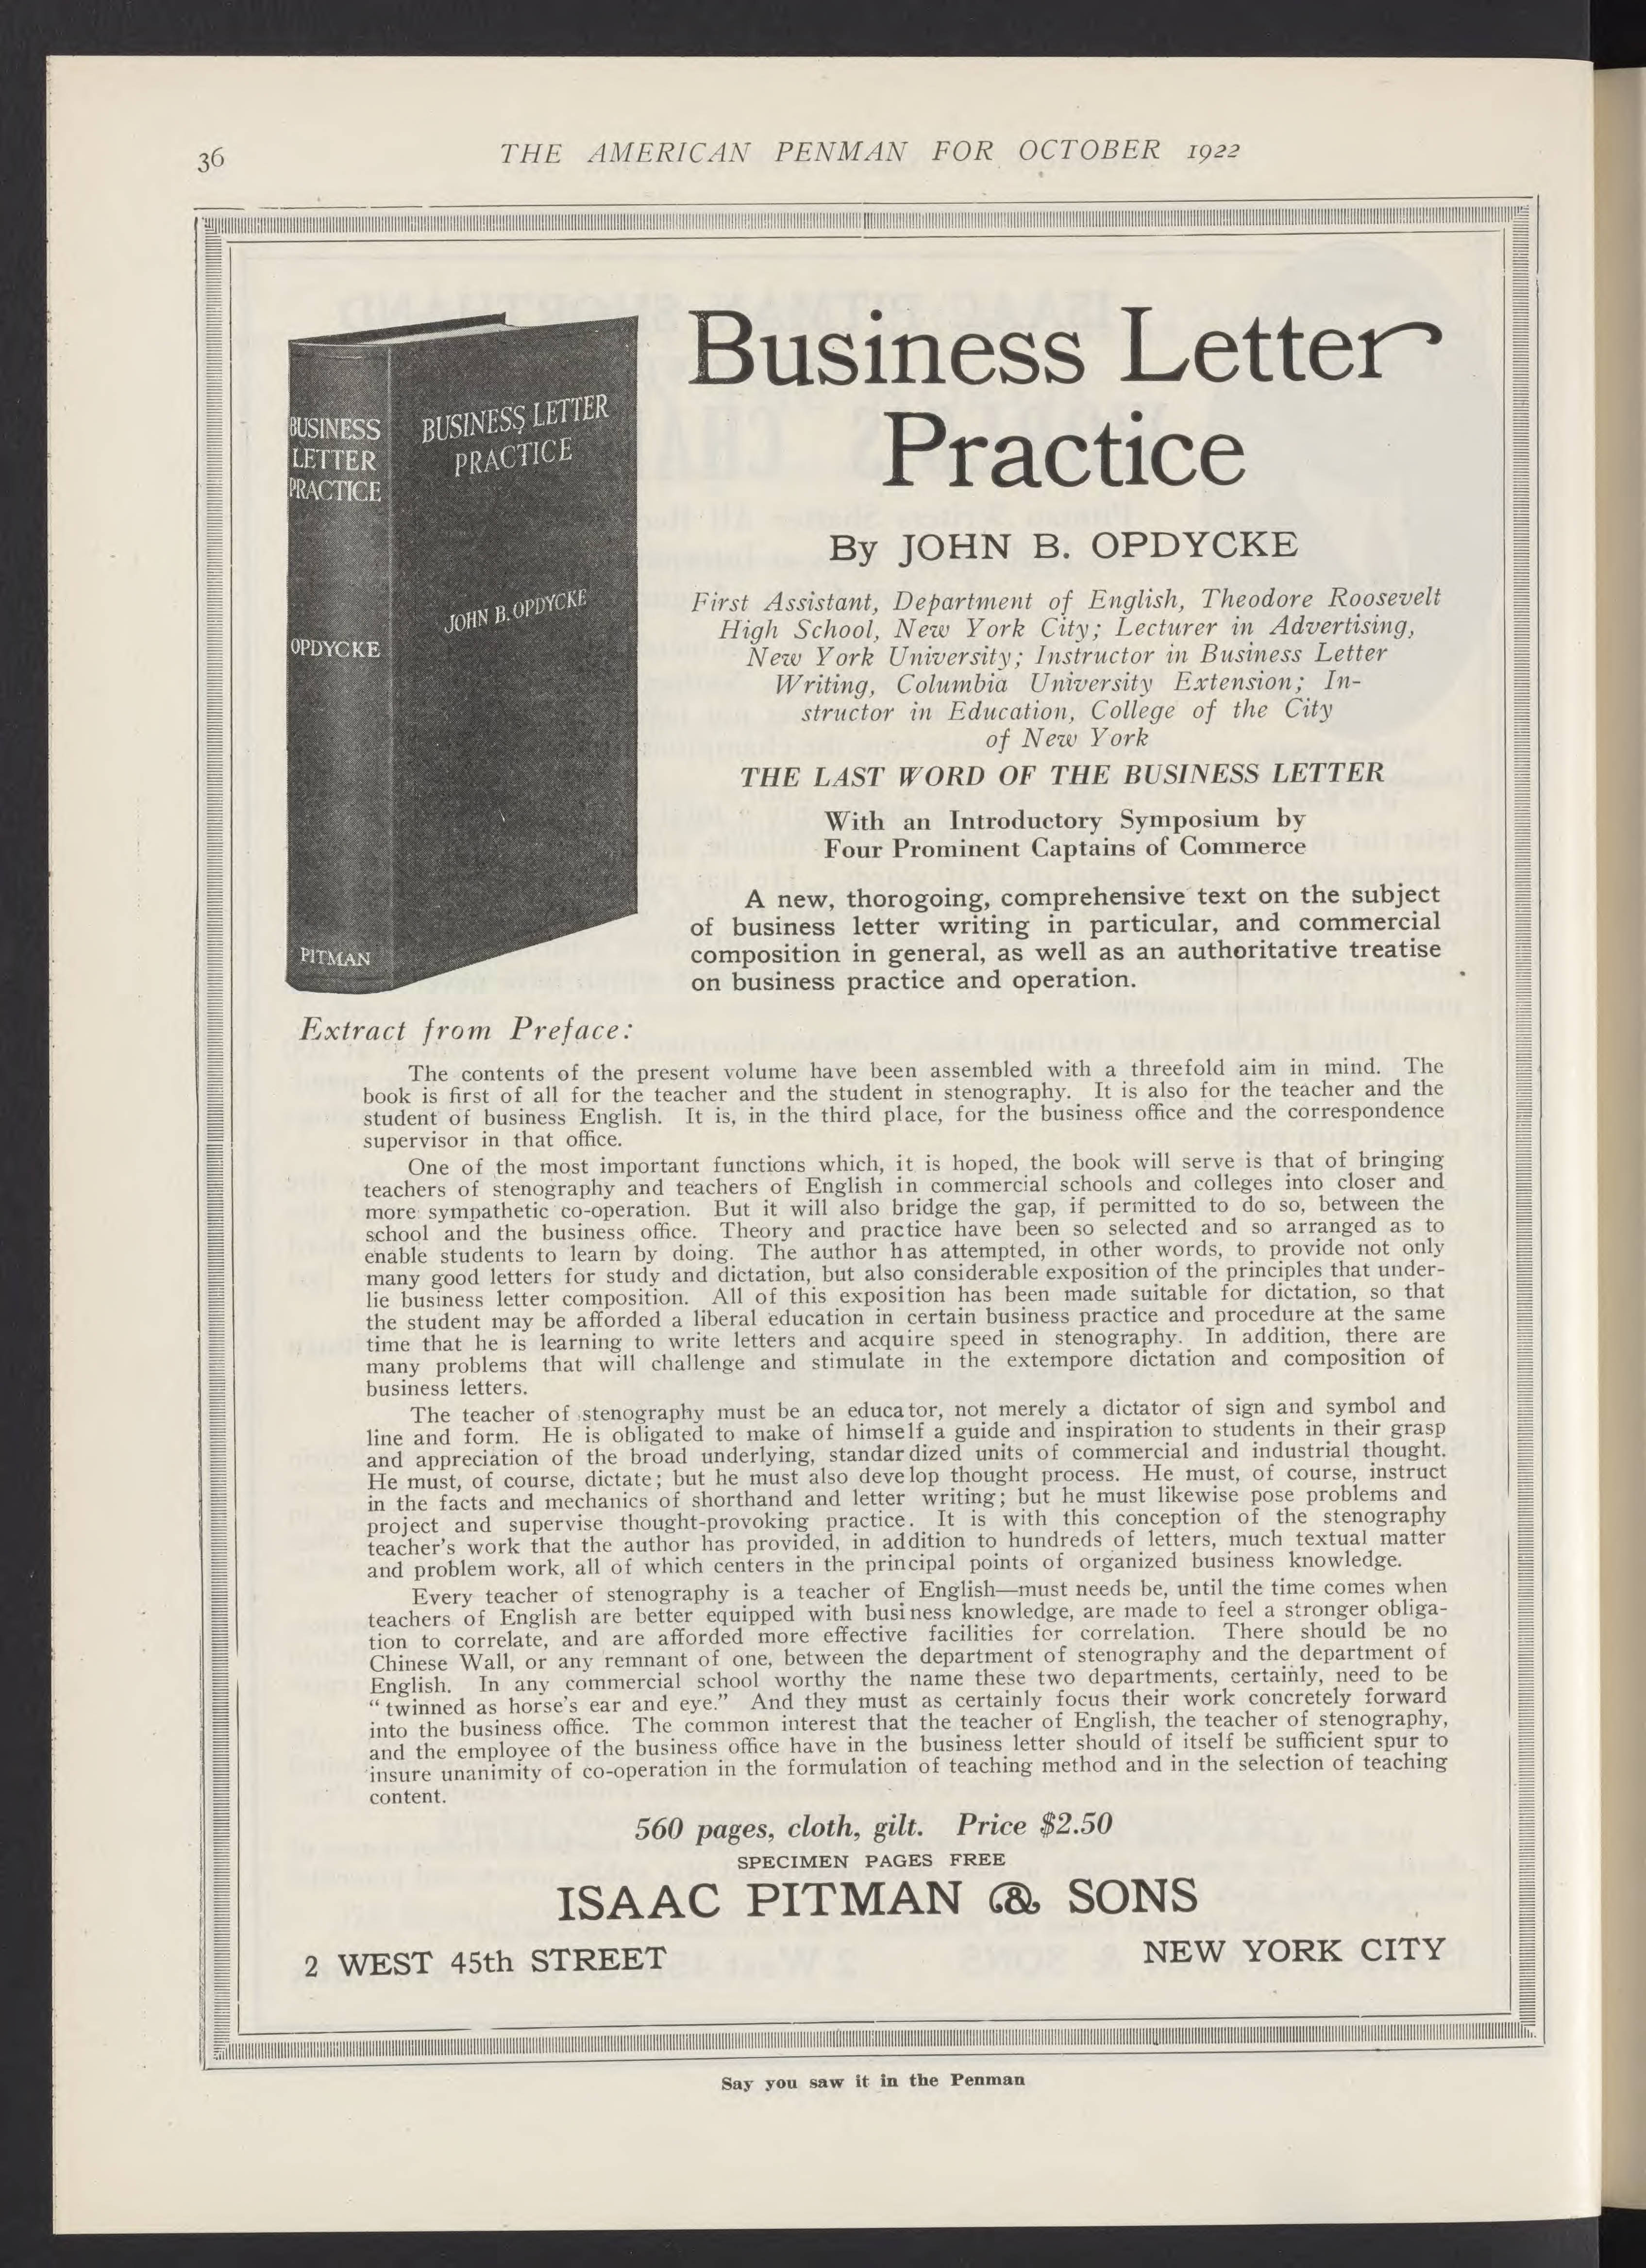 36
THE AMERICAN PENMAN FOR OCTOBER 1922
BUSINESS
LETTER
PRACTICE
OPDYCKE
PITMAN
BUSINESS LETTER
PRACTICE
JOHN B. OPDYCKE
Business Letter
Practice
By JOHN B. OPDYCKE
First Assistant, Department of English, Theodore Roosevelt
High School, New York City; Lecturer in Advertising,
New York University; Instructor in Business Letter
Writing, Columbia University Extension; In-
structor in Education, College of the City
of New York
THE LAST WORD OF THE BUSINESS LETTER
With an Introductory Symposium by
Four Prominent Captains of Commerce
A new, thorogoing, comprehensive text on the subject
of business letter writing in particular, and commercial
composition in general, as well as an authoritative treatise
on business practice and operation.
Extract from Preface:
The contents of the present volume have been assembled with a threefold aim in mind. The
book is first of all for the teacher and the student in stenography. It is also for the teacher and the
student of business English. It is, in the third place, for the business office and the correspondence
supervisor in that office.
One of the most important functions which, it is hoped, the book will serve is that of bringing
teachers of stenography and teachers of English in commercial schools and colleges into closer and
more sympathetic co-operation. But it will also bridge the gap, if permitted to do so, between the
school and the business office. Theory and practice have been so selected and so arranged as to
enable students to learn by doing. The author has attempted, in other words, to provide not only
many good letters for study and dictation, but also considerable exposition of the principles that under-
lie business letter composition. All of this exposition has been made suitable for dictation, so that
the student may be afforded a liberal education in certain business practice and procedure at the same
time that he is learning to write letters and acquire speed in stenography. In addition, there are
many problems that will challenge and stimulate in the extempore dictation and composition of
business letters.
The teacher of stenography must be an educator, not merely a dictator of sign and symbol and
line and form. He is obligated to make of himself a guide and inspiration to students in their grasp
and appreciation of the broad underlying, standardized units of commercial and industrial thought.
He must, of course, dictate; but he must also develop thought process. He must, of course, instruct
in the facts and mechanics of shorthand and letter writing; but he must likewise pose problems and
project and supervise thought-provoking practice. It is with this conception of the stenography
teacher's work that the author has provided, in addition to hundreds of letters, much textual matter
and problem work, all of which centers in the principal points of organized business knowledge.
Every teacher of stenography is a teacher of English—must needs be, until the time comes when
teachers of English are better equipped with business knowledge, are made to feel a stronger obliga-
tion to correlate, and are afforded more effective facilities for correlation. There should be no
Chinese Wall, or any remnant of one, between the department of stenography and the department of
English. In any commercial school worthy the name these two departments, certainly, need to be
“twinned as horse’s ear and eye.” And they must as certainly focus their work concretely forward
into the business office. The common interest that the teacher of English, the teacher of stenography,
and the employee of the business office have in the business letter should of itself be sufficient spur to
insure unanimity of co-operation in the formulation of teaching method and in the selection of teaching
content.
560 pages, cloth, gilt. Price $2.50
SPECIMEN PAGES FREE
ISAAC PITMAN & SONS
2 WEST 45th STREET
NEW YORK CITY
Say you saw it in the Penman